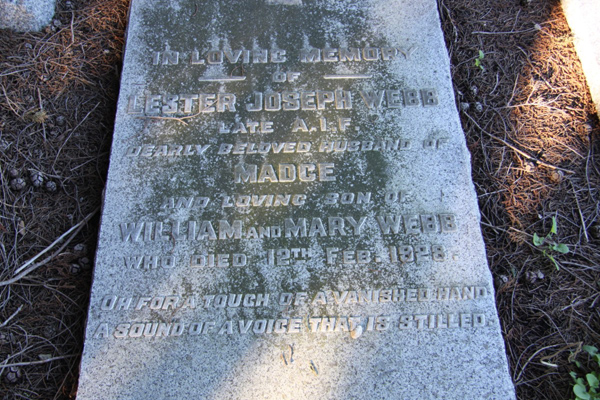 IN LOVING MEMORY
OF
LESTER JOSEPH WEBB
LATE A.I.F
DEARLY BELOVED HUSBAND OF
MADGE
AND LOVING SON OF
WILLIAM AND MARY WEBB
WHO DIED 12TH FEB. 1928.
OH FOR A TOUCH OF A VANISHED HAND
A SOUND OF A VOICE THAT IS STILLED.